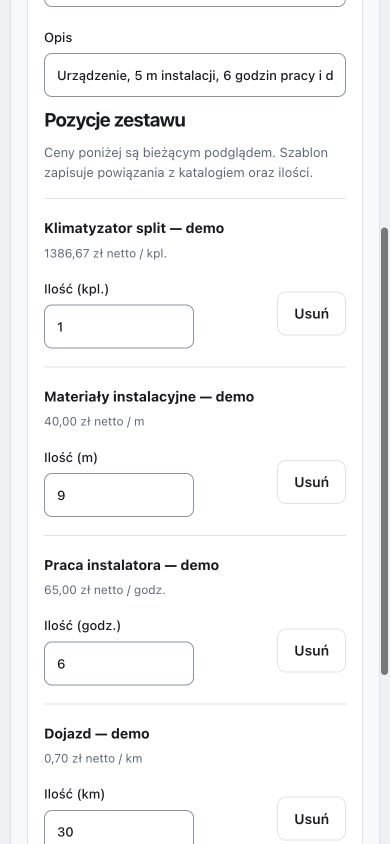 Opis
Urządzenie, 5 m instalacji, 6 godzin pracy i d
Pozycje zestawu
Ceny poniżej są bieżącym podglądem. Szablon
zapisuje powiązania z katalogiem oraz ilości.
Klimatyzator split — demo
1386,67 zł netto / kpl.
Ilość (kpl.)
1
Usuń
Materiały instalacyjne — demo
40,00 zł netto / m
Ilość (m)
9
Usuń
Praca instalatora — demo
65,00 zł netto / godz.
Ilość (godz.)
6
Usuń
Dojazd — demo
0,70 zł netto / km
Ilość (km)
30
Usuń